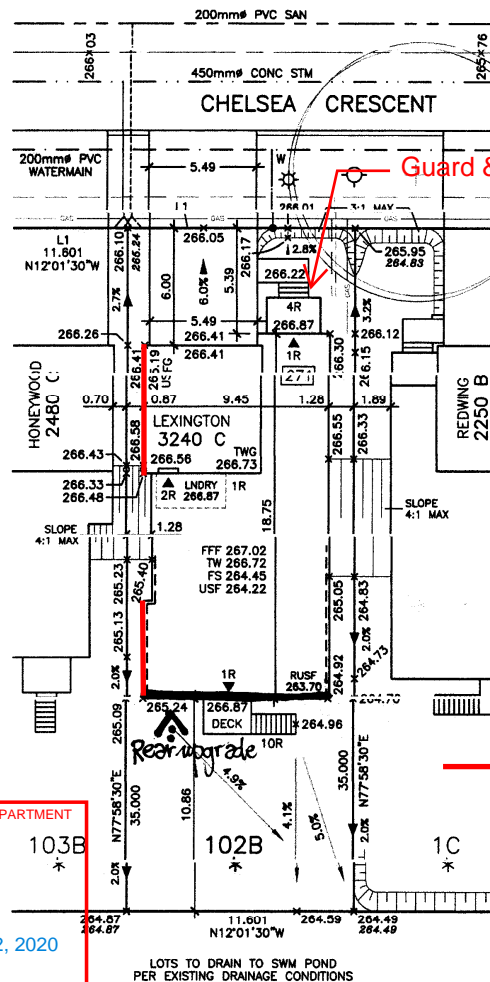 200mmø PVC SAN
266×03
265×76
450mmø CONC STM
CHELSEA CRESCENT
200mmø PVC
WATERMAIN
5.49
W
Guard &
GAS
L1
266.01
3:1 MAX
GAS
L1
11.601
N12°01'30"W
266.10
266.24
266.05
266.17
2.8%
265.95
264.83
6.00
6.0%
5.39
266.22
GAS
2.7%
4R
3.2%
5.49
266.87
266.12
266.26
266.41
266.41
1R
266.30
266.15
271
HONEYWOOD
2480 C
266.41
265.19
USFG
REDWING
2250 B
0.70
0.87
9.45
1.28
1.89
LEXINGTON
3240 C
266.58
266.55
266.33
266.43
266.56
TWG
266.73
266.33
266.48
2R
LNDRY
266.87
1R
SLOPE
4:1 MAX
SLOPE
4:1 MAX
1.28
18.75
FFF 267.02
TW 266.72
FS 264.45
USF 264.22
265.23
265.40
265.05
264.83
265.13
2.0%
2.0%
264.92
264.73
1R
RUSF
263.70
265.09
265.24
266.87
264.70
DECK
264.96
10R
Rear upgrade
N77°58'30"E
35.000
4.9%
10.86
4.1%
5.0%
35.000
N77°58'30"E
PARTMENT
103B
102B
1C
2.0%
2.0%
264.87
264.87
11.601
N12°01'30"W
264.59
264.49
264.49
2, 2020
LOTS TO DRAIN TO SWM POND
PER EXISTING DRAINAGE CONDITIONS